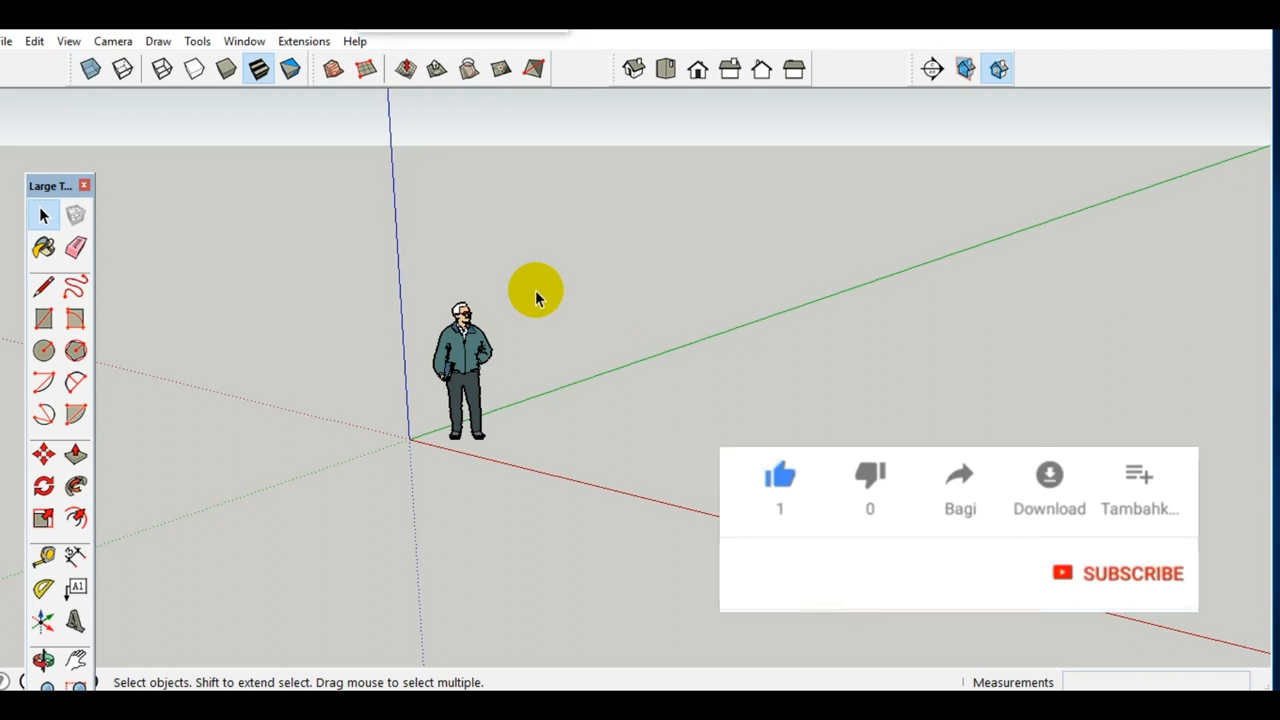 ile Edit View Camera Draw Tools Window Extensions Help
Large T...
A1
1 0 Bagi Download Tambahk...
SUBSCRIBE
Select objects. Shift to extend select. Drag mouse to select multiple. Measurements